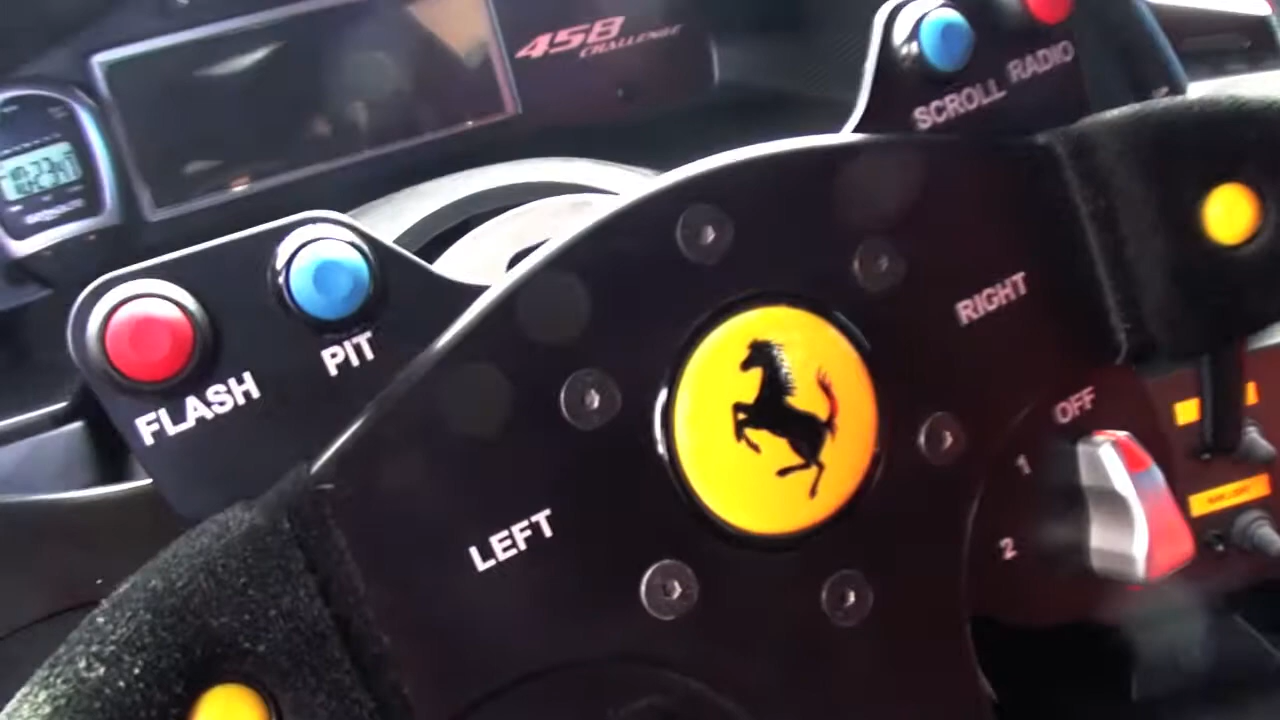 458
CHALLENGE
SCROLL
RADIO
PIT
FLASH
RIGHT
LEFT
OFF
1
2